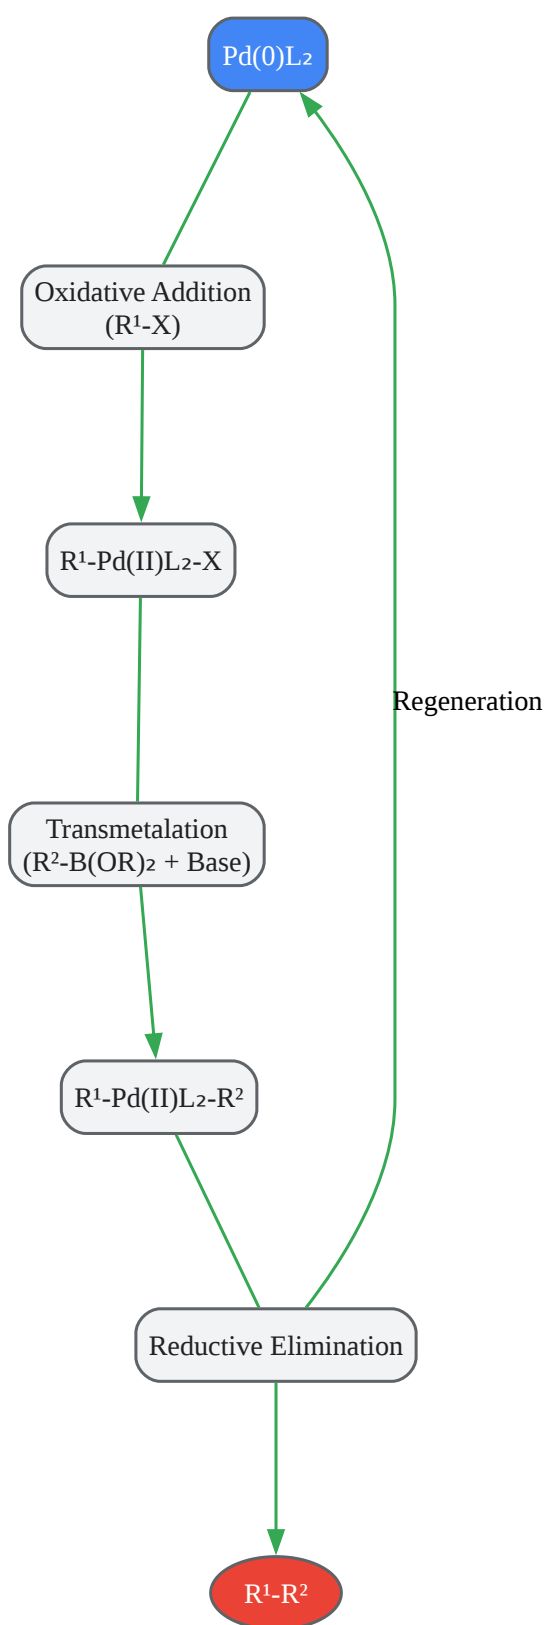 Pd(0)L₂
Oxidative Addition
(R¹-X)
R¹-Pd(II)L₂-X
Regeneration
Transmetalation
(R²-B(OR)₂ + Base)
R¹-Pd(II)L₂-R²
Reductive Elimination
R¹-R²